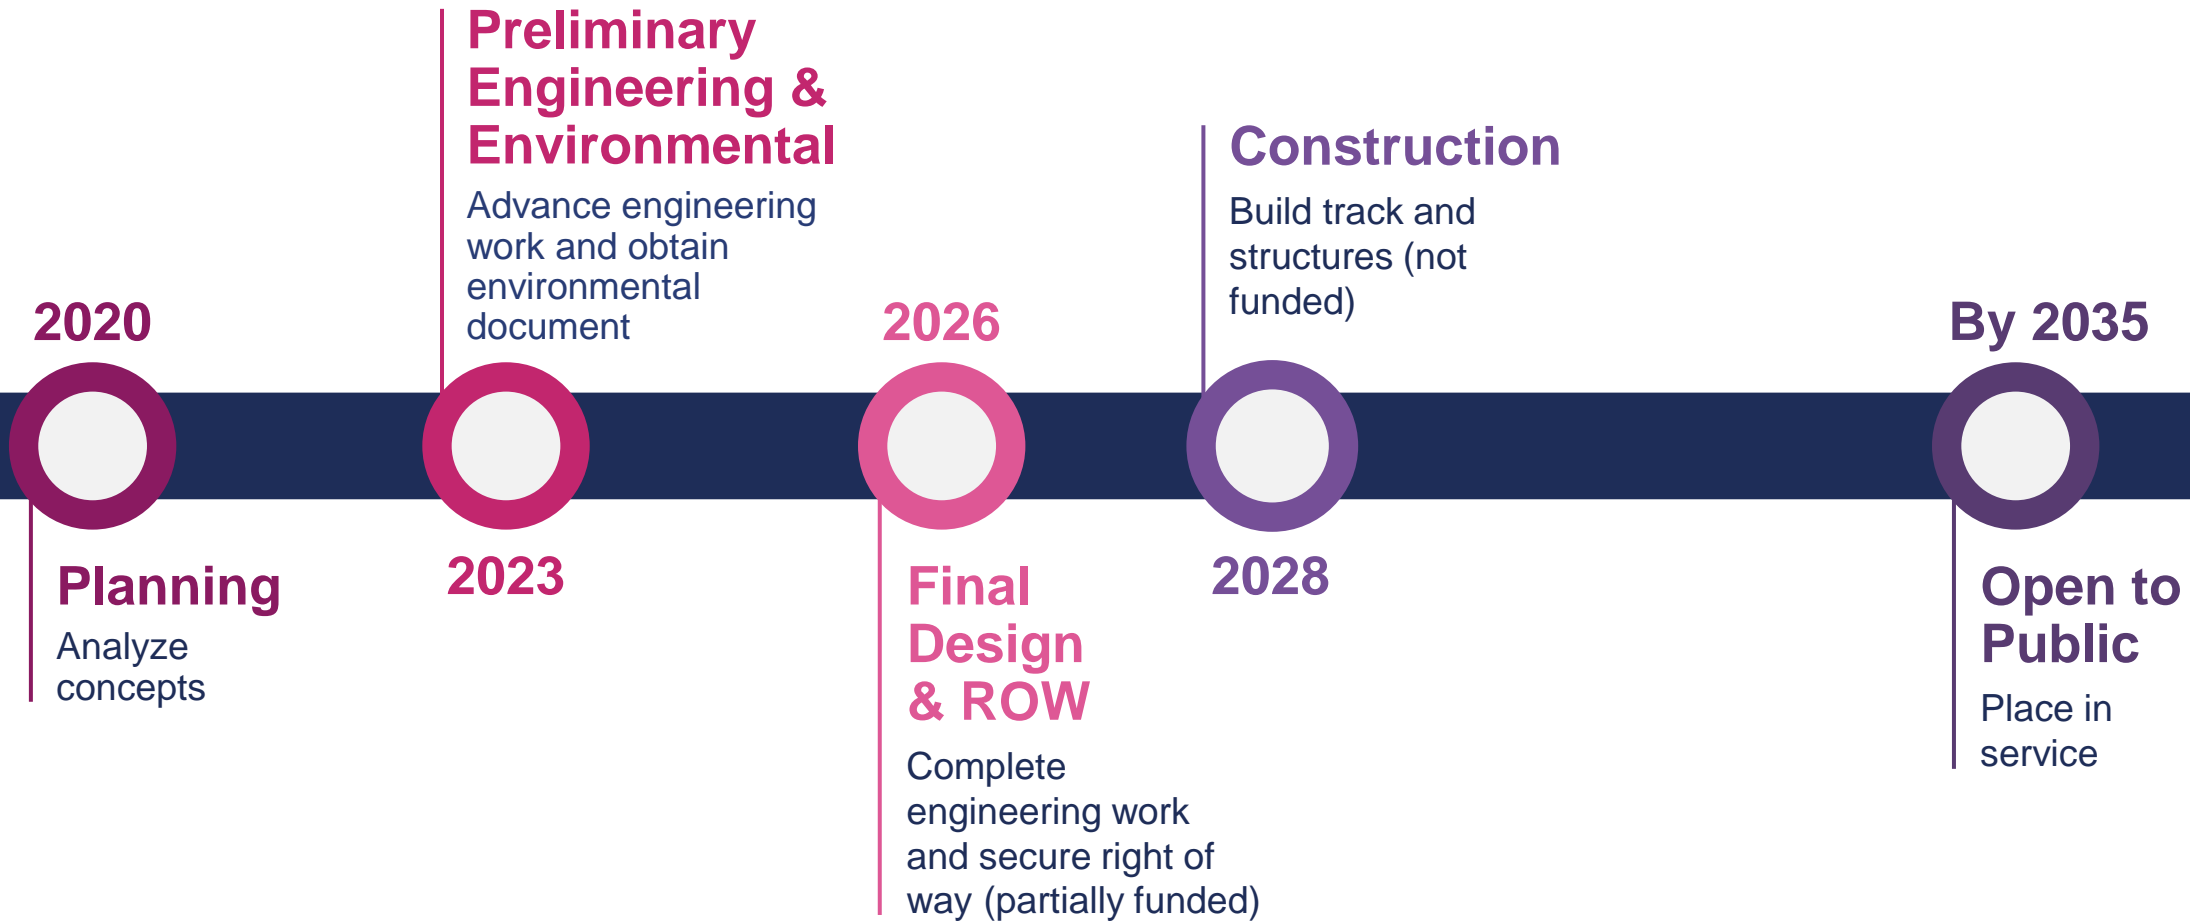 2020
Planning
Analyze
concepts
Preliminary
Engineering &
Environmental
Advance engineering
work and obtain
environmental
document
2023
2026
Final
Design
& ROW
Complete
engineering work
and secure right of
way (partially funded)
Construction
Build track and
structures (not
funded)
2028
By 2035
Open to
Public
Place in
service